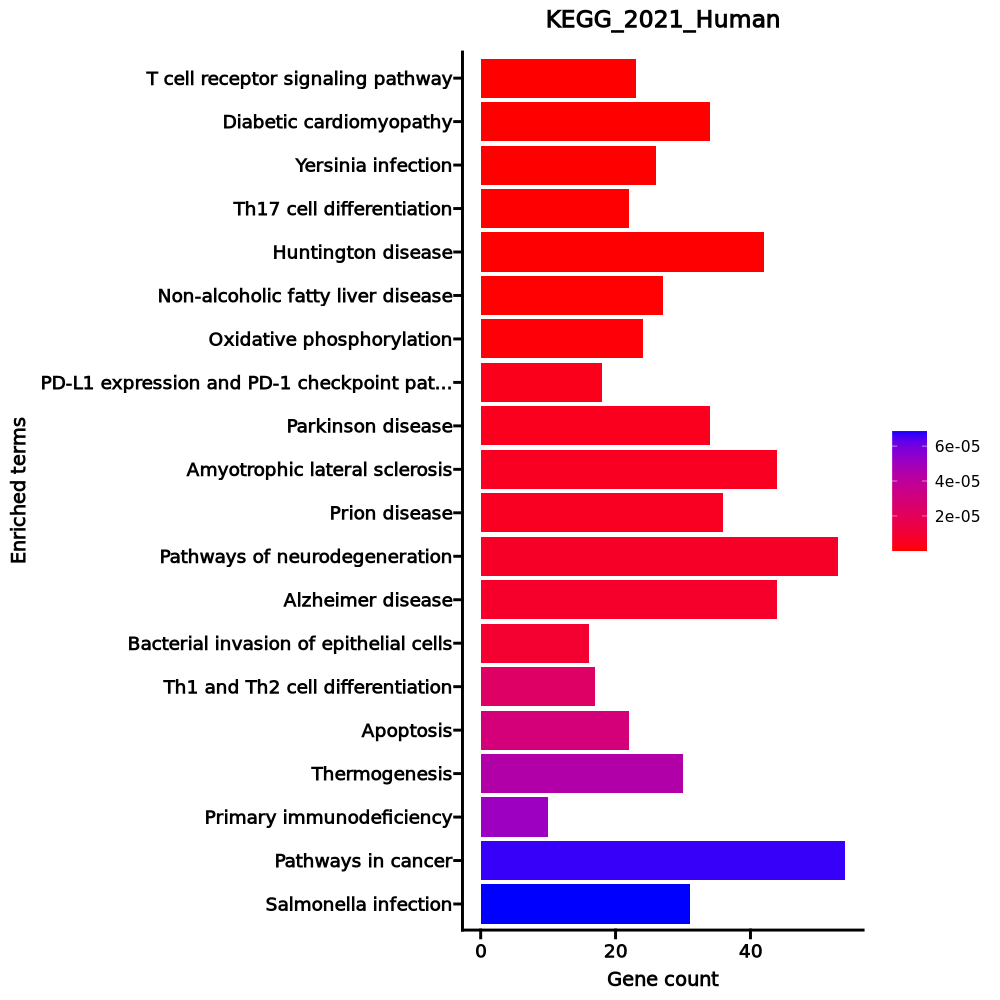 KEGG_2021_Human
T cell receptor signaling pathway
Diabetic cardiomyopathy
Yersinia infection
Th17 cell differentiation
Huntington disease
Non-alcoholic fatty liver disease
Oxidative phosphorylation
PD-L1 expression and PD-1 checkpoint pat...
Parkinson disease
Amyotrophic lateral sclerosis
Prion disease
Pathways of neurodegeneration
Alzheimer disease
Bacterial invasion of epithelial cells
Th1 and Th2 cell differentiation
Apoptosis
Thermogenesis
Primary immunodeficiency
Pathways in cancer
Salmonella infection
Enriched terms
0 20 40
Gene count
6e-05
4e-05
2e-05